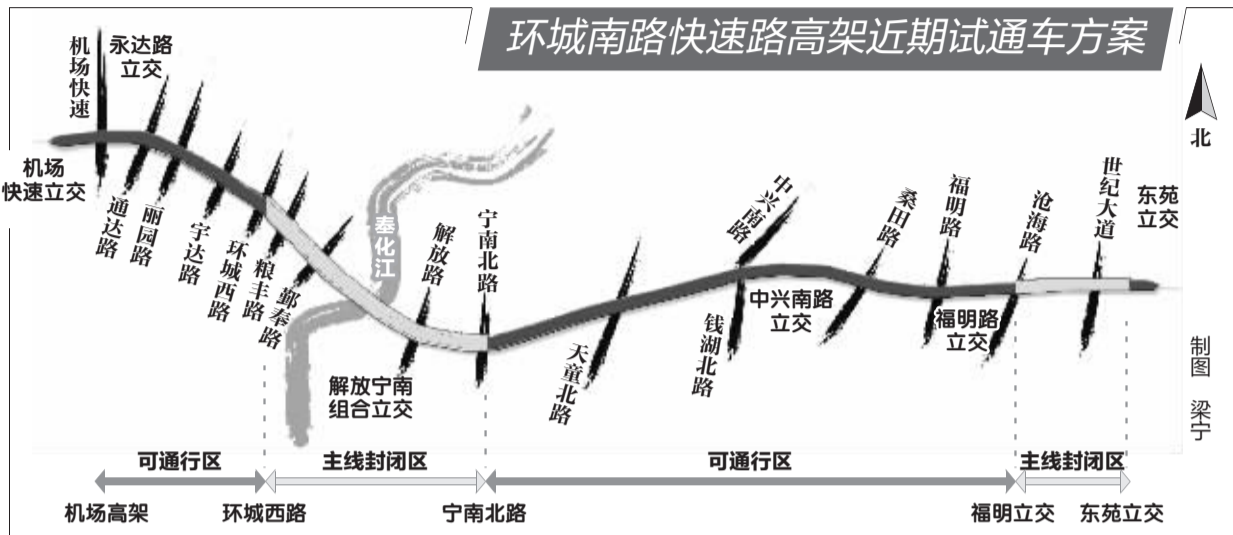 环城南路快速路高架近期试通车方案
北
机场快速
永达路
立交
机场
快速立交
通达路
丽园路
宇达路
环城西路
粮丰路
鄞奉路
奉化江
解放路
宁南北路
解放宁南
组合立交
天童北路
中兴南路
钱湖北路
中兴南路
立交
桑田路
福明路
福明路
立交
沧海路
世纪大道
东苑
立交
制图 梁宁
可通行区
主线封闭区
可通行区
主线封闭区
机场高架
环城西路
宁南北路
福明立交
东苑立交